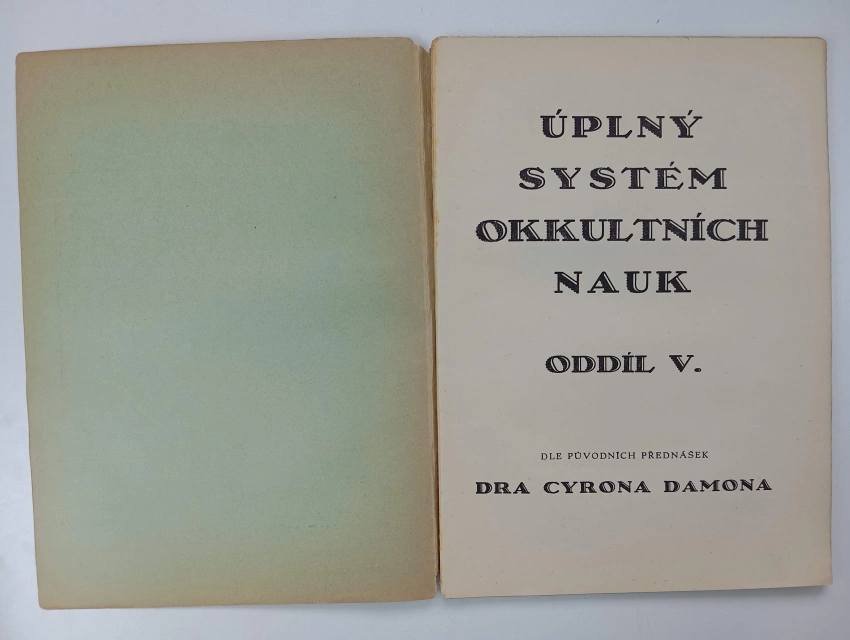 ÚPLNÝ
SYSTÉM
OKKULTNÍCH
NAUK
ODDÍL V.
DLE PŮVODNÍCH PŘEDNÁŠEK
DRA CYRONA DAMONA